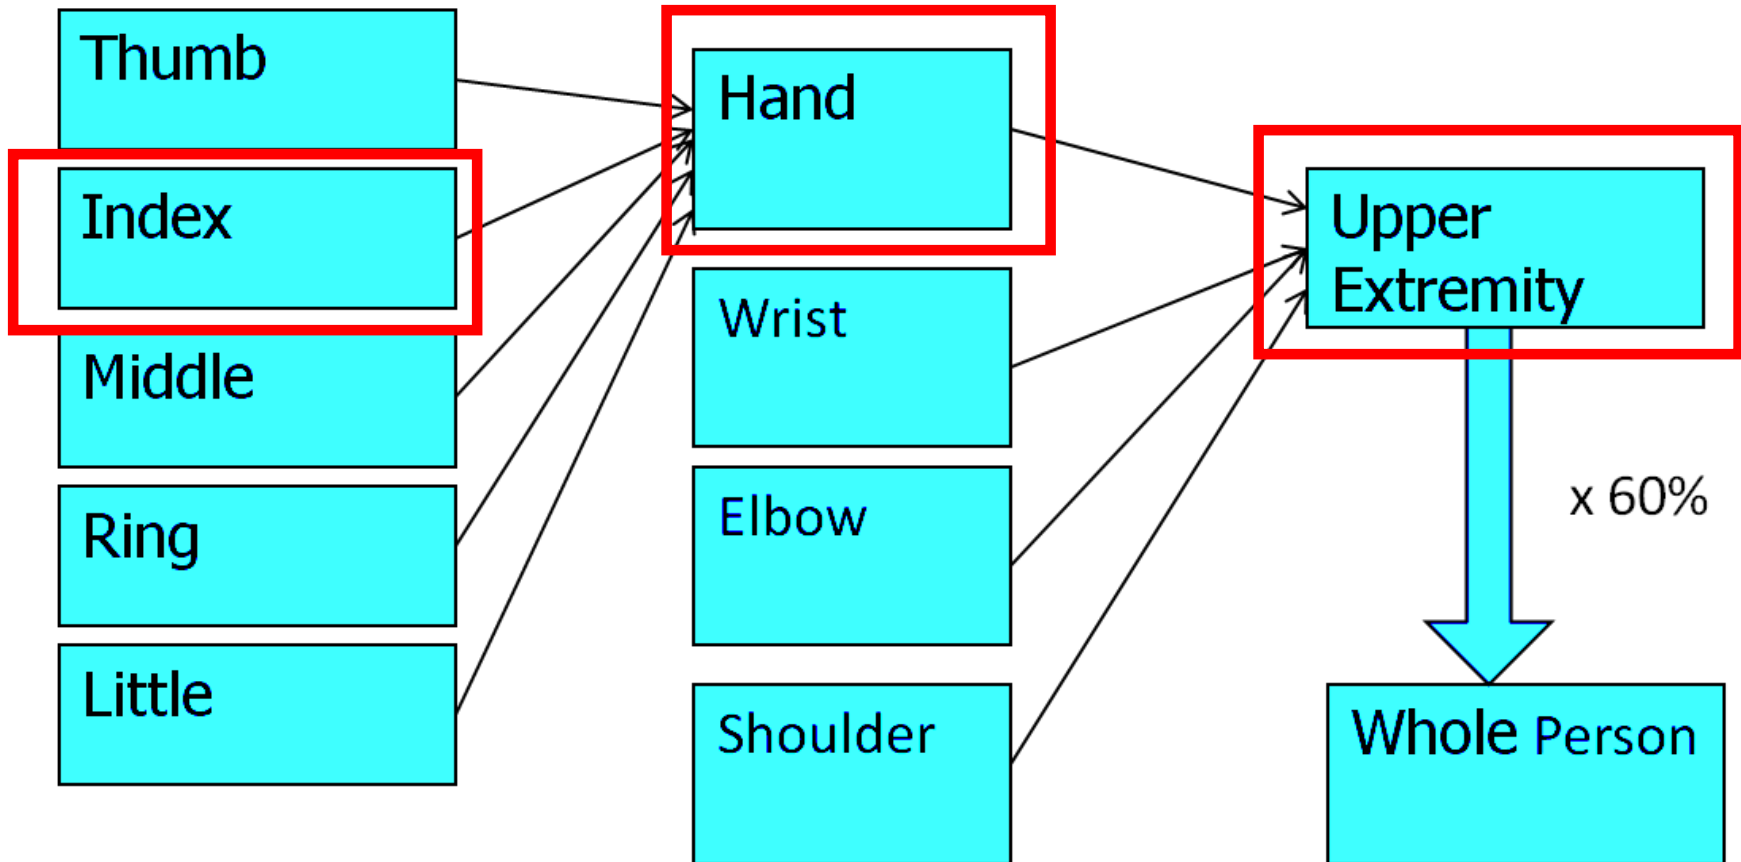 Thumb
Index
Middle
Ring
Little
Hand
Wrist
Elbow
Shoulder
Upper
Extremity
x 60%
Whole Person